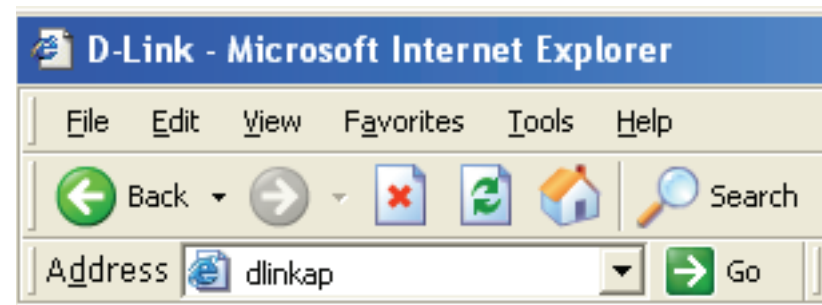 D-Link - Microsoft Internet Explorer
File Edit View Favorites Tools Help
Back Search
Address dlinkap Go